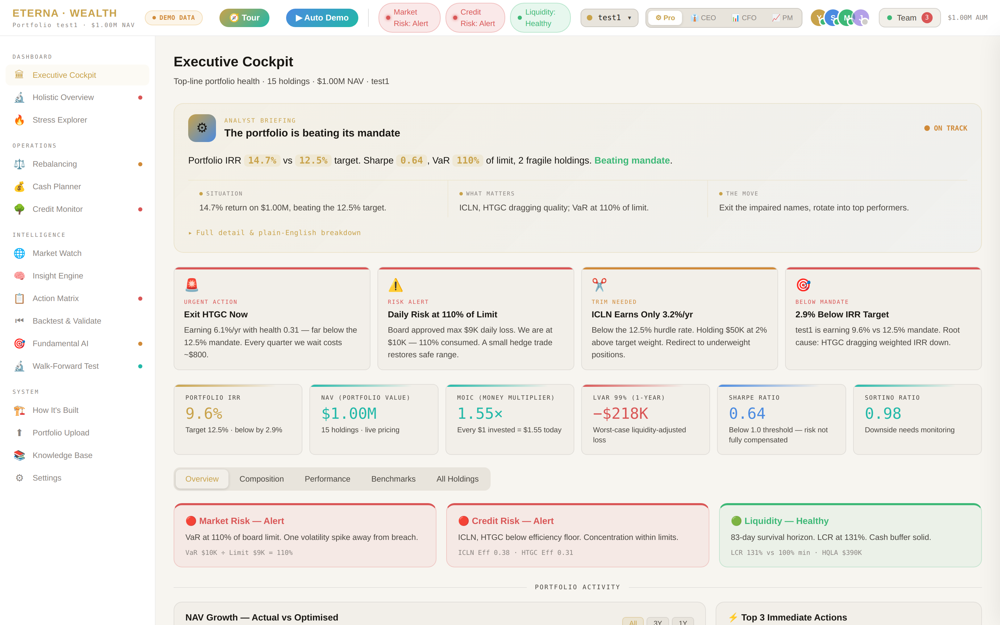 ETERNA · WEALTH
Portfolio test1 · $1.00M NAV
DEMO DATA
🧭 Tour
▶ Auto Demo
Market
Risk: Alert
Credit
Risk: Alert
Liquidity:
Healthy
test1 ▾
⚙ Pro
👔 CEO
📊 CFO
📈 PM
Y
S
M
J
Team 3
$1.00M AUM
DASHBOARD
Executive Cockpit
Holistic Overview
Stress Explorer
OPERATIONS
Rebalancing
Cash Planner
Credit Monitor
INTELLIGENCE
Market Watch
Insight Engine
Action Matrix
Backtest & Validate
Fundamental AI
Walk-Forward Test
SYSTEM
How It's Built
Portfolio Upload
Knowledge Base
Settings
Executive Cockpit
Top-line portfolio health · 15 holdings · $1.00M NAV · test1
ANALYST BRIEFING
The portfolio is beating its mandate
ON TRACK
Portfolio IRR 14.7% vs 12.5% target. Sharpe 0.64, VaR 110% of limit, 2 fragile holdings. Beating mandate.
SITUATION
14.7% return on $1.00M, beating the 12.5% target.
WHAT MATTERS
ICLN, HTGC dragging quality; VaR at 110% of limit.
THE MOVE
Exit the impaired names, rotate into top performers.
▸ Full detail & plain-English breakdown
URGENT ACTION
Exit HTGC Now
Earning 6.1%/yr with health 0.31 — far below the
12.5% mandate. Every quarter we wait costs
~$800.
RISK ALERT
Daily Risk at 110% of Limit
Board approved max $9K daily loss. We are at
$10K — 110% consumed. A small hedge trade
restores safe range.
TRIM NEEDED
ICLN Earns Only 3.2%/yr
Below the 12.5% hurdle rate. Holding $50K at 2%
above target weight. Redirect to underweight
positions.
BELOW MANDATE
2.9% Below IRR Target
test1 is earning 9.6% vs 12.5% mandate. Root
cause: HTGC dragging weighted IRR down.
PORTFOLIO IRR
9.6%
Target 12.5% · below by 2.9%
NAV (PORTFOLIO VALUE)
$1.00M
15 holdings · live pricing
MOIC (MONEY MULTIPLIER)
1.55×
Every $1 invested = $1.55 today
LVAR 99% (1-YEAR)
−$218K
Worst-case liquidity-adjusted
loss
SHARPE RATIO
0.64
Below 1.0 threshold — risk not
fully compensated
SORTINO RATIO
0.98
Downside needs monitoring
Overview
Composition
Performance
Benchmarks
All Holdings
🔴 Market Risk — Alert
VaR at 110% of board limit. One volatility spike away from breach.
VaR $10K ÷ Limit $9K = 110%
🔴 Credit Risk — Alert
ICLN, HTGC below efficiency floor. Concentration within limits.
ICLN Eff 0.38 · HTGC Eff 0.31
🟢 Liquidity — Healthy
83-day survival horizon. LCR at 131%. Cash buffer solid.
LCR 131% vs 100% min · HQLA $390K
PORTFOLIO ACTIVITY
NAV Growth — Actual vs Optimised
All
3Y
1Y
⚡ Top 3 Immediate Actions